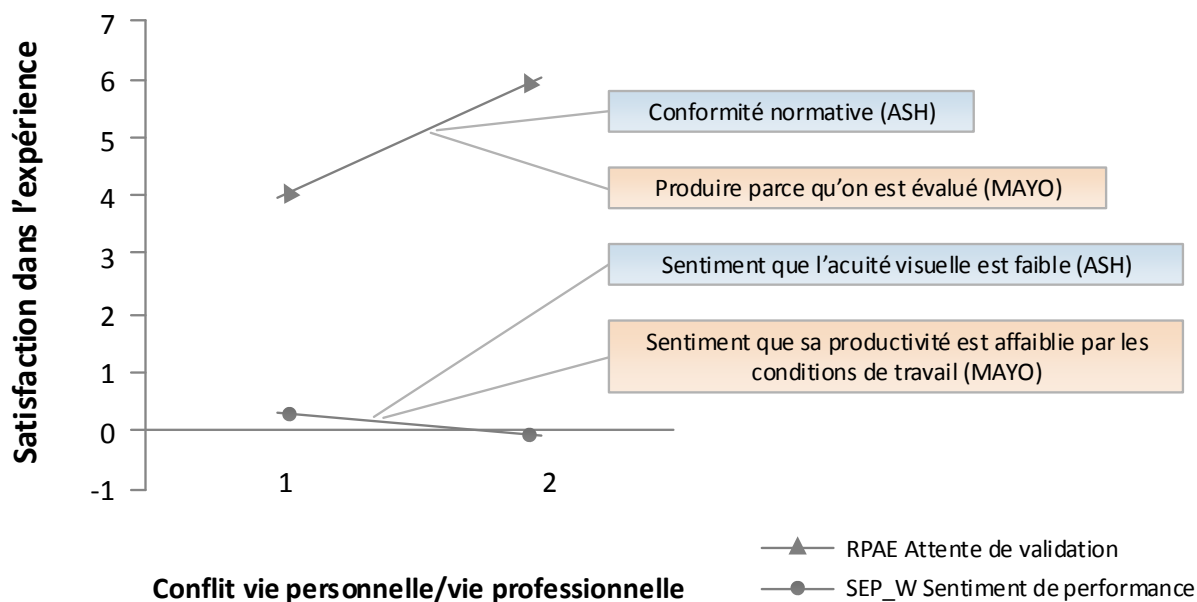 Satisfaction dans l'expérience
7
6
5
4
3
2
1
0
-1
1
2
Conformité normative (ASH)
Produire parce qu'on est évalué (MAYO)
Sentiment que l'acuité visuelle est faible (ASH)
Sentiment que sa productivité est affaiblie par les
conditions de travail (MAYO)
Conflit vie personnelle/vie professionnelle
RPAE Attente de validation
SEP_W Sentiment de performance